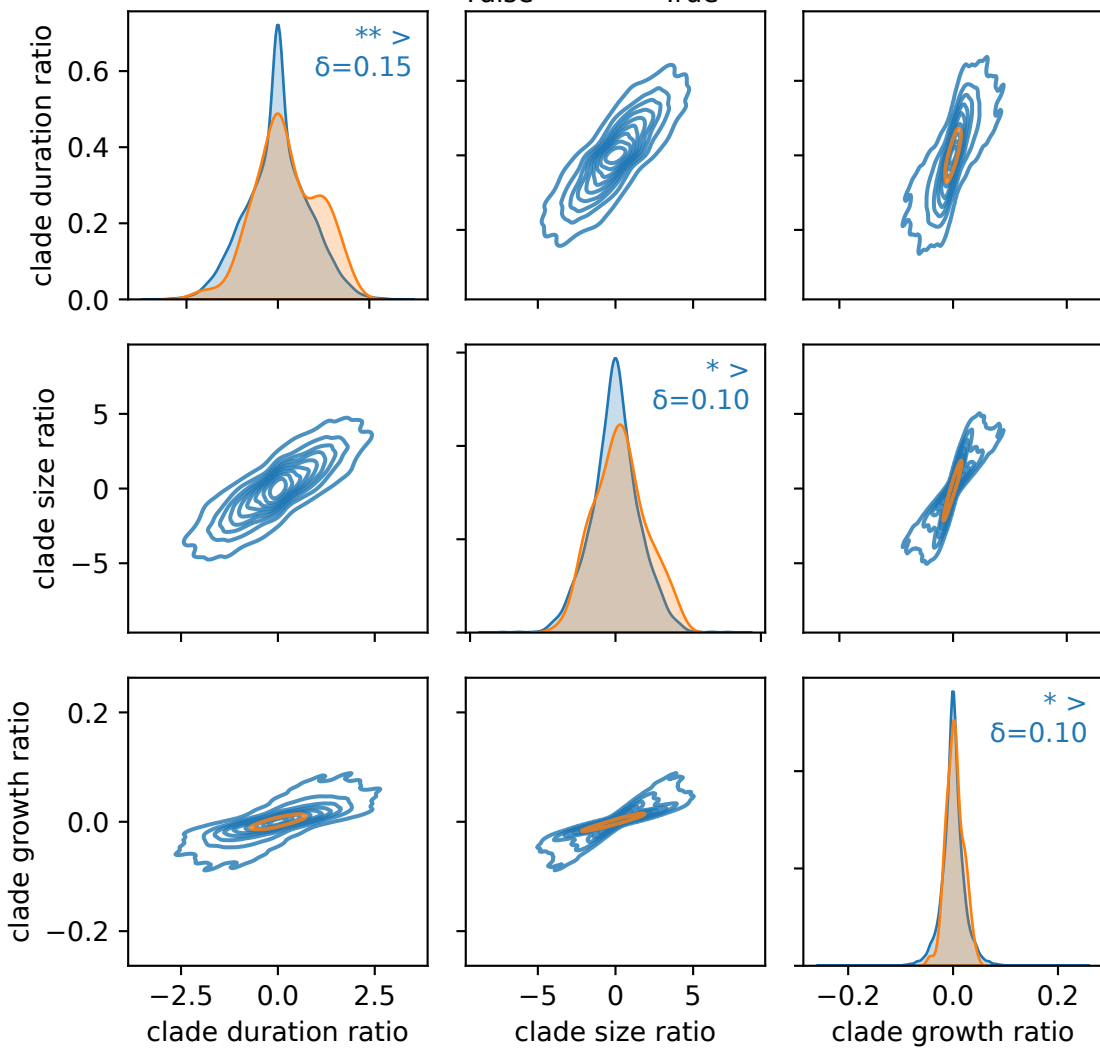 clade duration ratio
0.6
0.4
0.2
0.0
** >
δ=0.15
clade size ratio
5
0
−5
* >
δ=0.10
clade growth ratio
0.2
0.0
−0.2
* >
δ=0.10
−2.5 0.0 2.5
−5 0 5
−0.2 0.0 0.2
clade duration ratio
clade size ratio
clade growth ratio